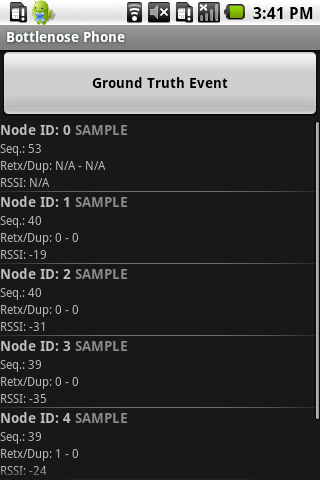 3:41 PM
Bottlenose Phone
Ground Truth Event
Node ID: 0 SAMPLE
Seq.: 53
Retx/Dup: N/A - N/A
RSSI: N/A
Node ID: 1 SAMPLE
Seq.: 40
Retx/Dup: 0 - 0
RSSI: -19
Node ID: 2 SAMPLE
Seq.: 40
Retx/Dup: 0 - 0
RSSI: -31
Node ID: 3 SAMPLE
Seq.: 39
Retx/Dup: 0 - 0
RSSI: -35
Node ID: 4 SAMPLE
Seq.: 39
Retx/Dup: 1 - 0
RSSI: -24